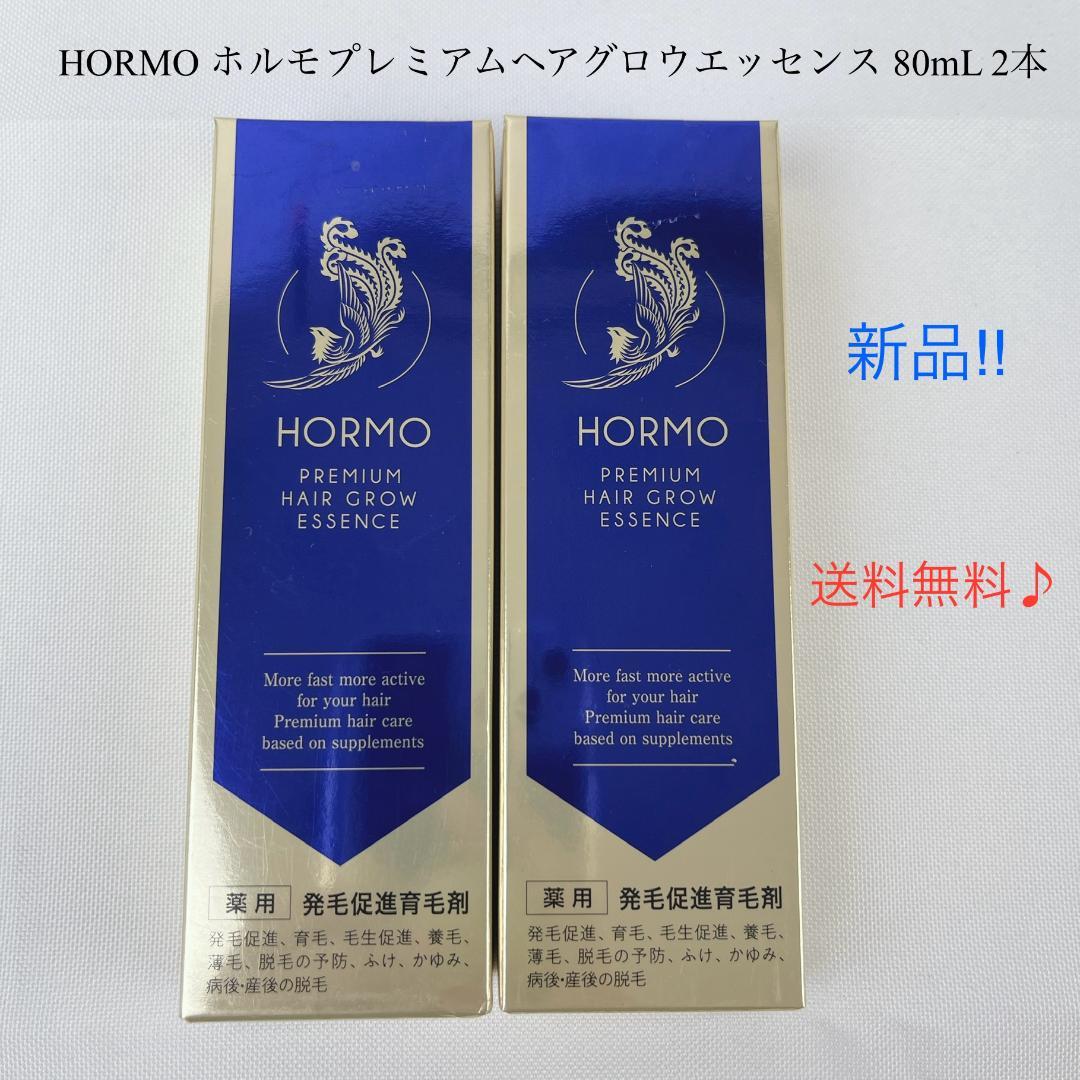 HORMO ホルモプレミアムヘアグロウエッセンス 80mL 2本
HORMO
PREMIUM
HAIR GROW
ESSENCE
More fast more active
for your hair
Premium hair care
based on supplements
薬用 発毛促進育毛剤
発毛促進、育毛、毛生促進、養毛、
薄毛、脱毛の予防、ふけ、かゆみ、
病後・産後の脱毛
HORMO
PREMIUM
HAIR GROW
ESSENCE
More fast more active
for your hair
Premium hair care
based on supplements
薬用 発毛促進育毛剤
発毛促進、育毛、毛生促進、養毛、
薄毛、脱毛の予防、ふけ、かゆみ、
病後・産後の脱毛
新品!!
送料無料♪